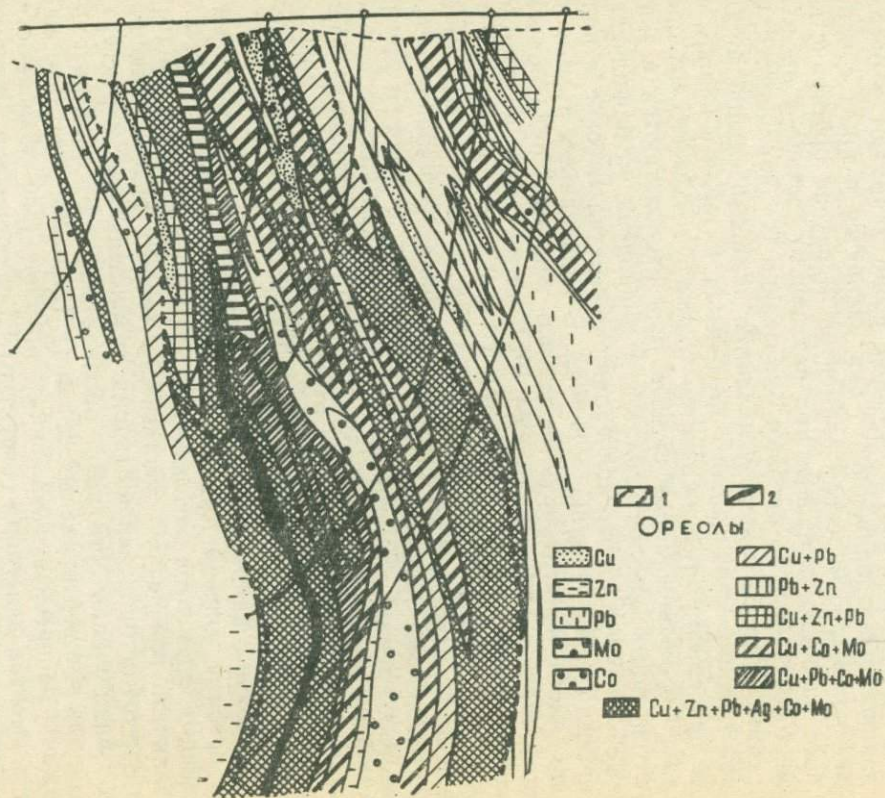 1 2
ОРЕОЛЫ
Cu Cu+Pb
Zn Pb+Zn
Pb Cu+Zn+Pb
Mo Cu+Co+Mo
Co Cu+Pb+Co+Mo
Cu+Zn+Pb+Ag+Co+Mo